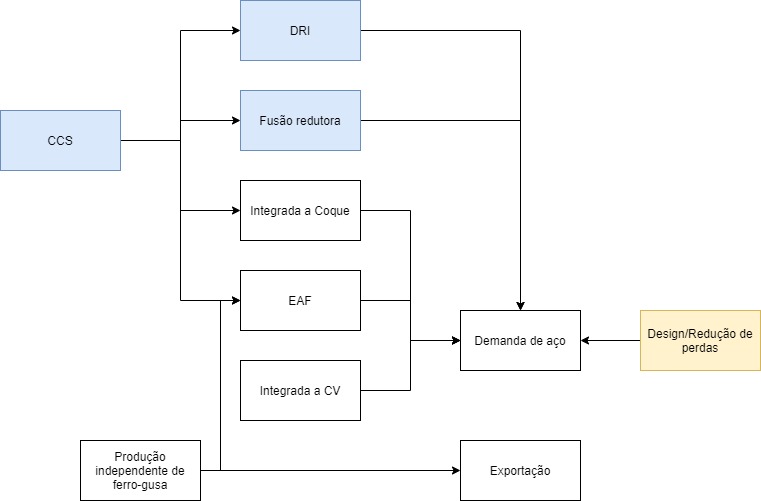 DRI
CCS
Fusão redutora
Integrada a Coque
EAF
Demanda de aço
Design/Redução de
perdas
Integrada a CV
Produção
independente de
ferro-gusa
Exportação